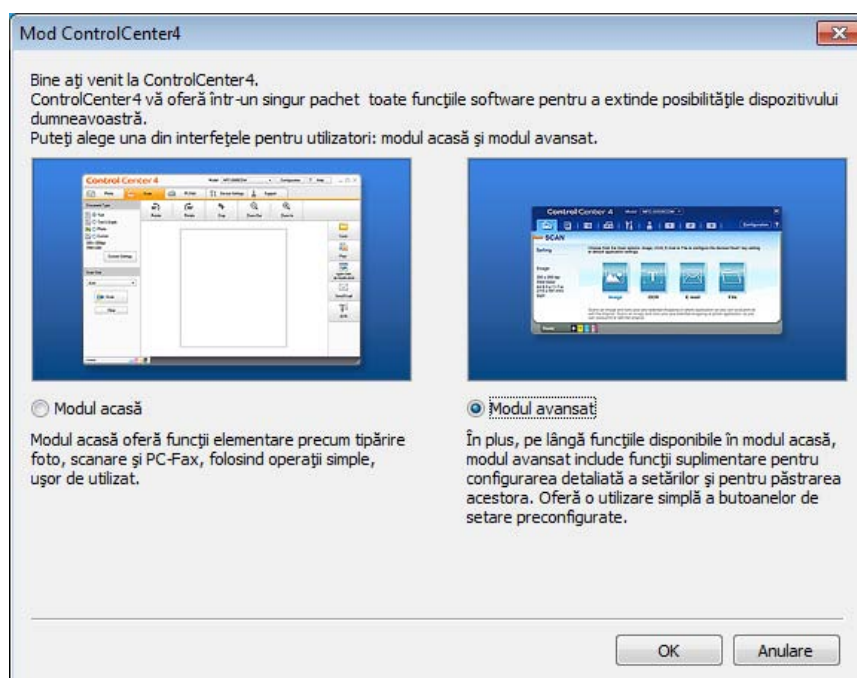 Mod ControlCenter4
Bine aţi venit la ControlCenter4.
ControlCenter4 vă oferă într-un singur pachet toate funcţiile software pentru a extinde posibilităţile dispozitivului
dumneavoastră.
Puteţi alege una din interfeţele pentru utilizatori: modul acasă şi modul avansat.
Control Center 4
Control Center 4
SCAN
Image
OCR
E-mail
File
Modul acasă
Modul acasă oferă funcţii elementare precum tipărire
foto, scanare şi PC-Fax, folosind operaţii simple,
uşor de utilizat.
Modul avansat
În plus, pe lângă funcţiile disponibile în modul acasă,
modul avansat include funcţii suplimentare pentru
configurarea detaliată a setărilor şi pentru păstrarea
acestora. Oferă o utilizare simplă a butoanelor de
setare preconfigurate.
OK
Anulare